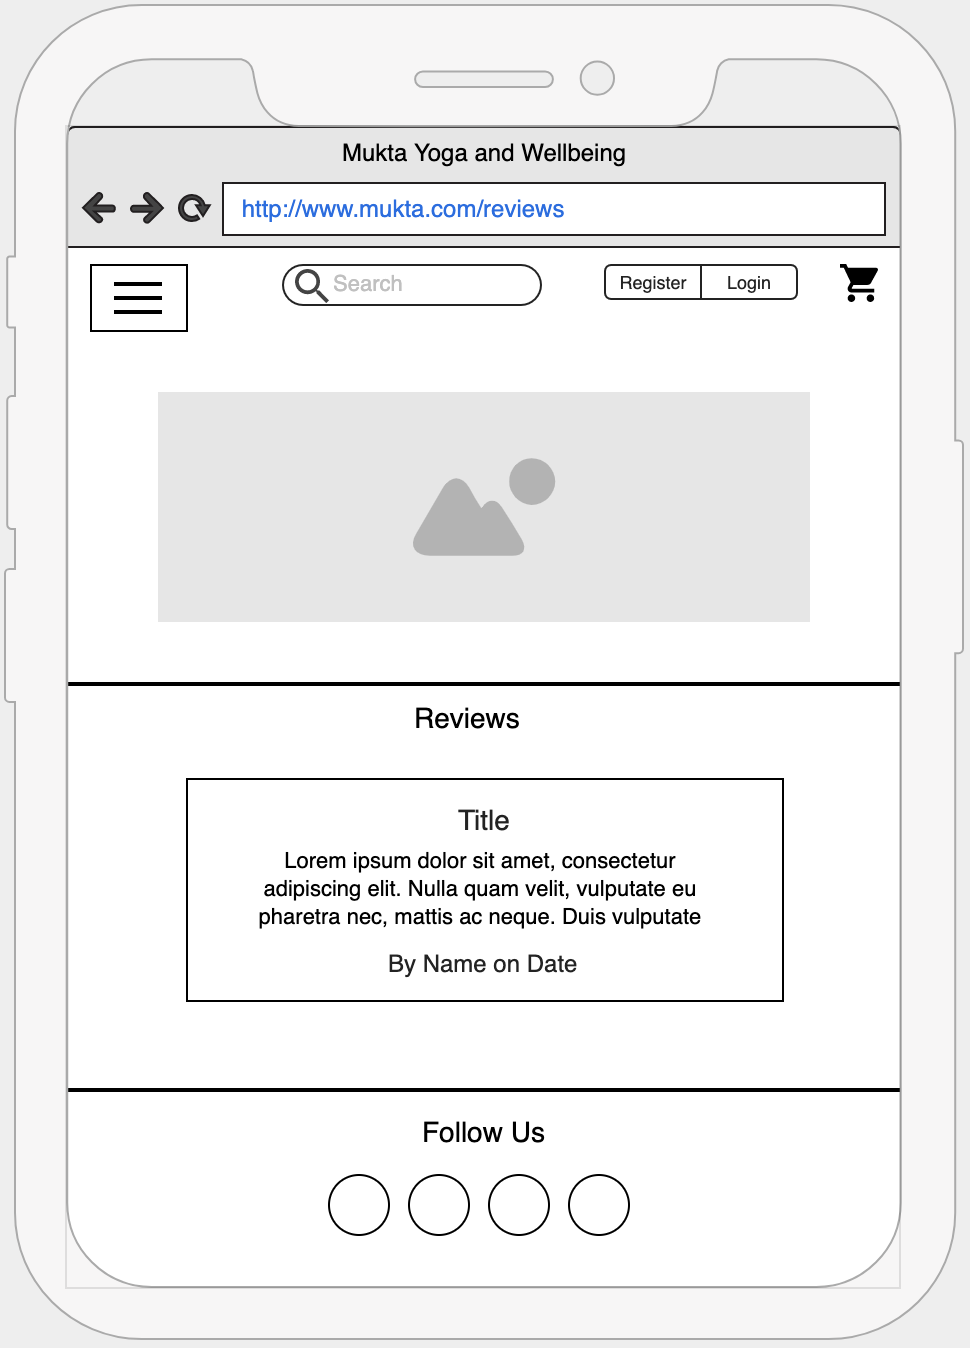 Mukta Yoga and Wellbeing
http://www.mukta.com/reviews
Search
Register
Login
Reviews
Title
Lorem ipsum dolor sit amet, consectetur
adipiscing elit. Nulla quam velit, vulputate eu
pharetra nec, mattis ac neque. Duis vulputate
By Name on Date
Follow Us